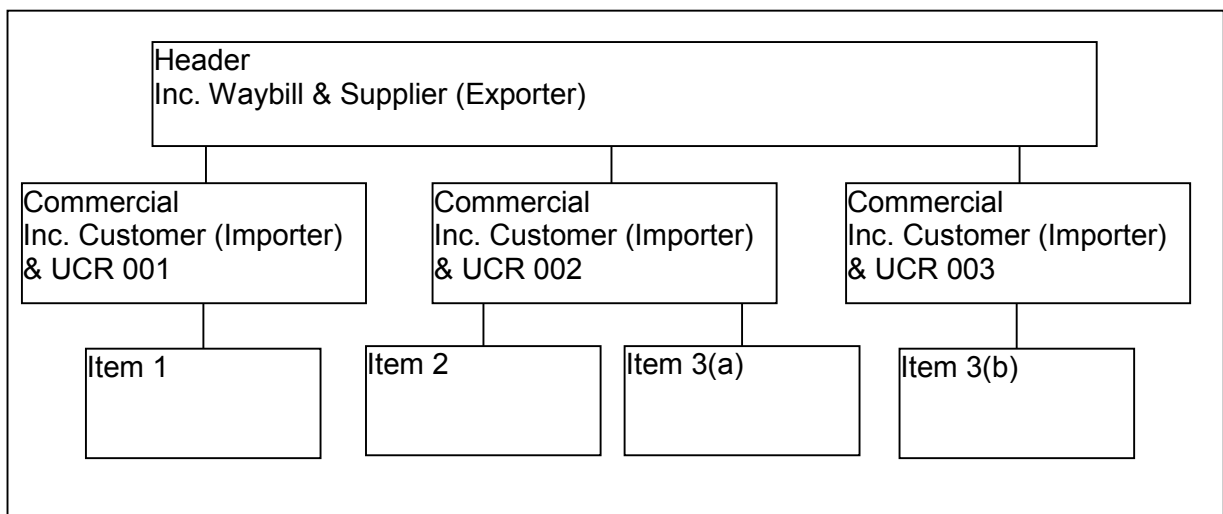 Header
Inc. Waybill & Supplier (Exporter)
Commercial
Inc. Customer (Importer)
& UCR 001
Commercial
Inc. Customer (Importer)
& UCR 002
Commercial
Inc. Customer (Importer)
& UCR 003
Item 1
Item 2
Item 3(a)
Item 3(b)